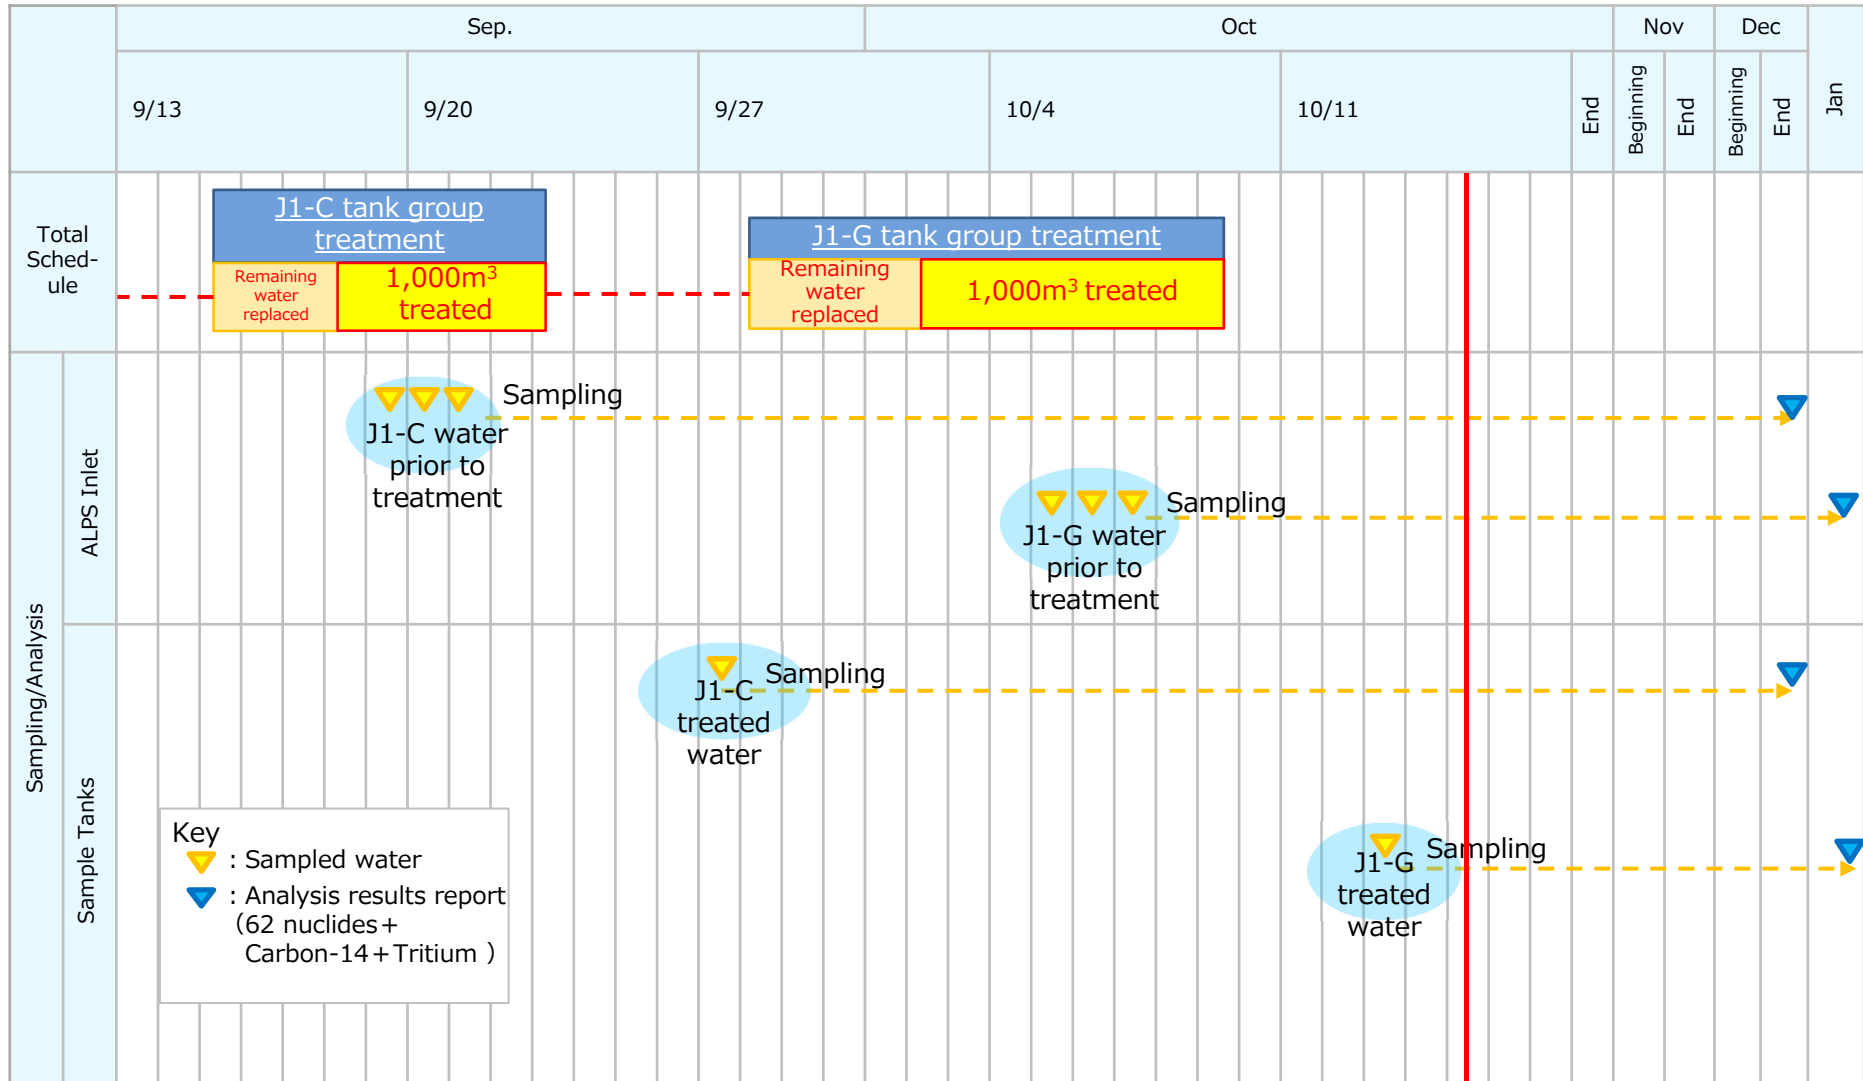 Sep.
Oct
Nov
Dec
Jan
9/13
9/20
9/27
10/4
10/11
End
Beginning
End
Beginning
End
Total
Sched-
ule
J1-C tank group
treatment
Remaining
water
replaced
1,000m³
treated
J1-G tank group treatment
Remaining
water
replaced
1,000m³ treated
Sampling/Analysis
ALPS Inlet
Sampling
J1-C water
prior to
treatment
Sampling
J1-G water
prior to
treatment
Sample Tanks
Sampling
J1-C
treated
water
Sampling
J1-G
treated
water
Key
: Sampled water
: Analysis results report
（62 nuclides＋
Carbon-14＋Tritium ）